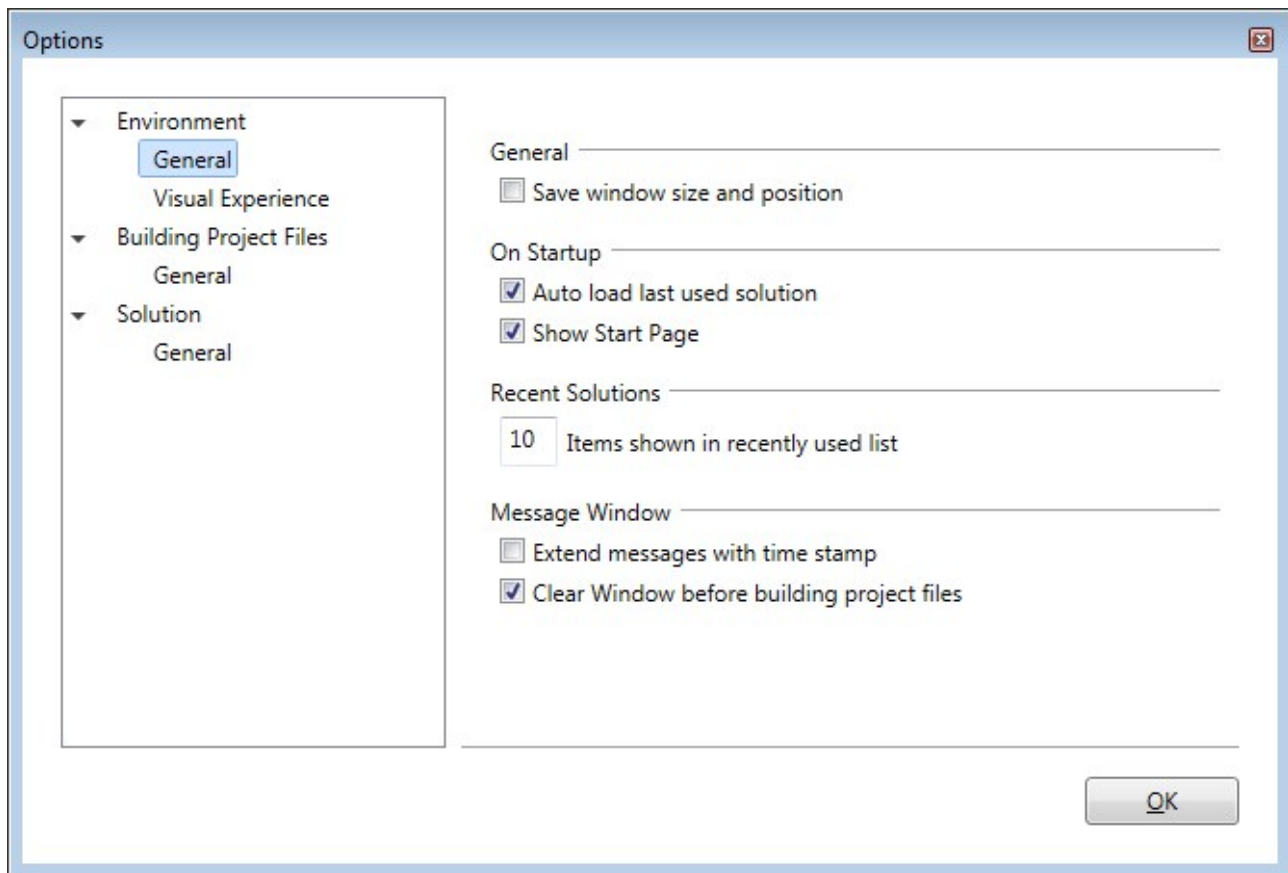 Options
Environment
General
Visual Experience
Building Project Files
General
Solution
General
General
Save window size and position
On Startup
Auto load last used solution
Show Start Page
Recent Solutions
10 Items shown in recently used list
Message Window
Extend messages with time stamp
Clear Window before building project files
OK